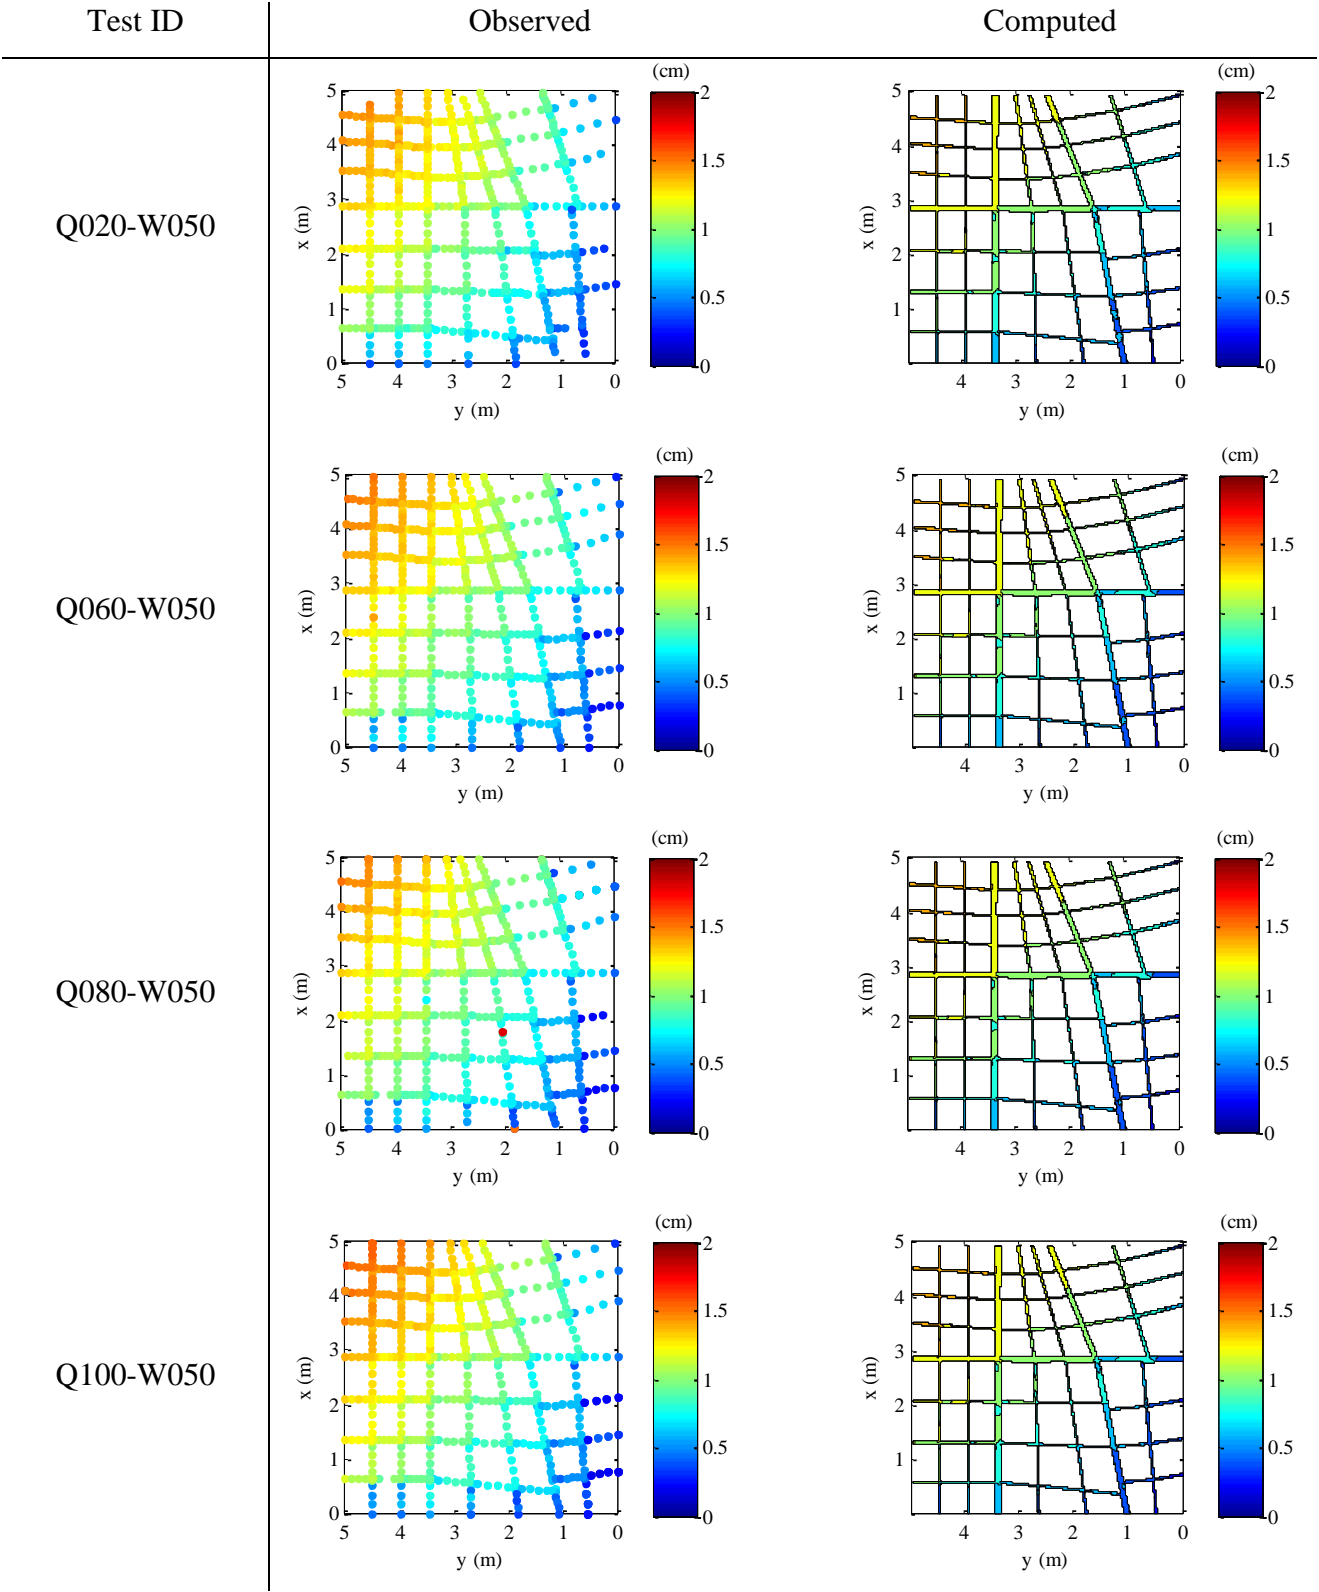 Test ID Observed Computed
(cm) (cm)
5 2 5 2
4 1.5 4 1.5
3 3
x (m) 1 x (m) 1
Q020-W050
2 2
1 0.5 1 0.5
0 0 0
5 4 3 2 1 0 4 3 2 1 0
y (m) y (m)
(cm) (cm)
5 2 5 2
4 1.5 4 1.5
3 3
x (m) 1 x (m) 1
Q060-W050
2 2
1 0.5 1 0.5
0 0 0
5 4 3 2 1 0 4 3 2 1 0
y (m) y (m)
(cm) (cm)
5 2 5 2
4 1.5 4 1.5
3 3
x (m) 1 x (m) 1
Q080-W050
2 2
1 0.5 1 0.5
0 0 0
5 4 3 2 1 0 4 3 2 1 0
y (m) y (m)
(cm) (cm)
5 2 5 2
4 1.5 4 1.5
3 3
x (m) 1 x (m) 1
Q100-W050
2 2
1 0.5 1 0.5
0 0 0
5 4 3 2 1 0 4 3 2 1 0
y (m) y (m)